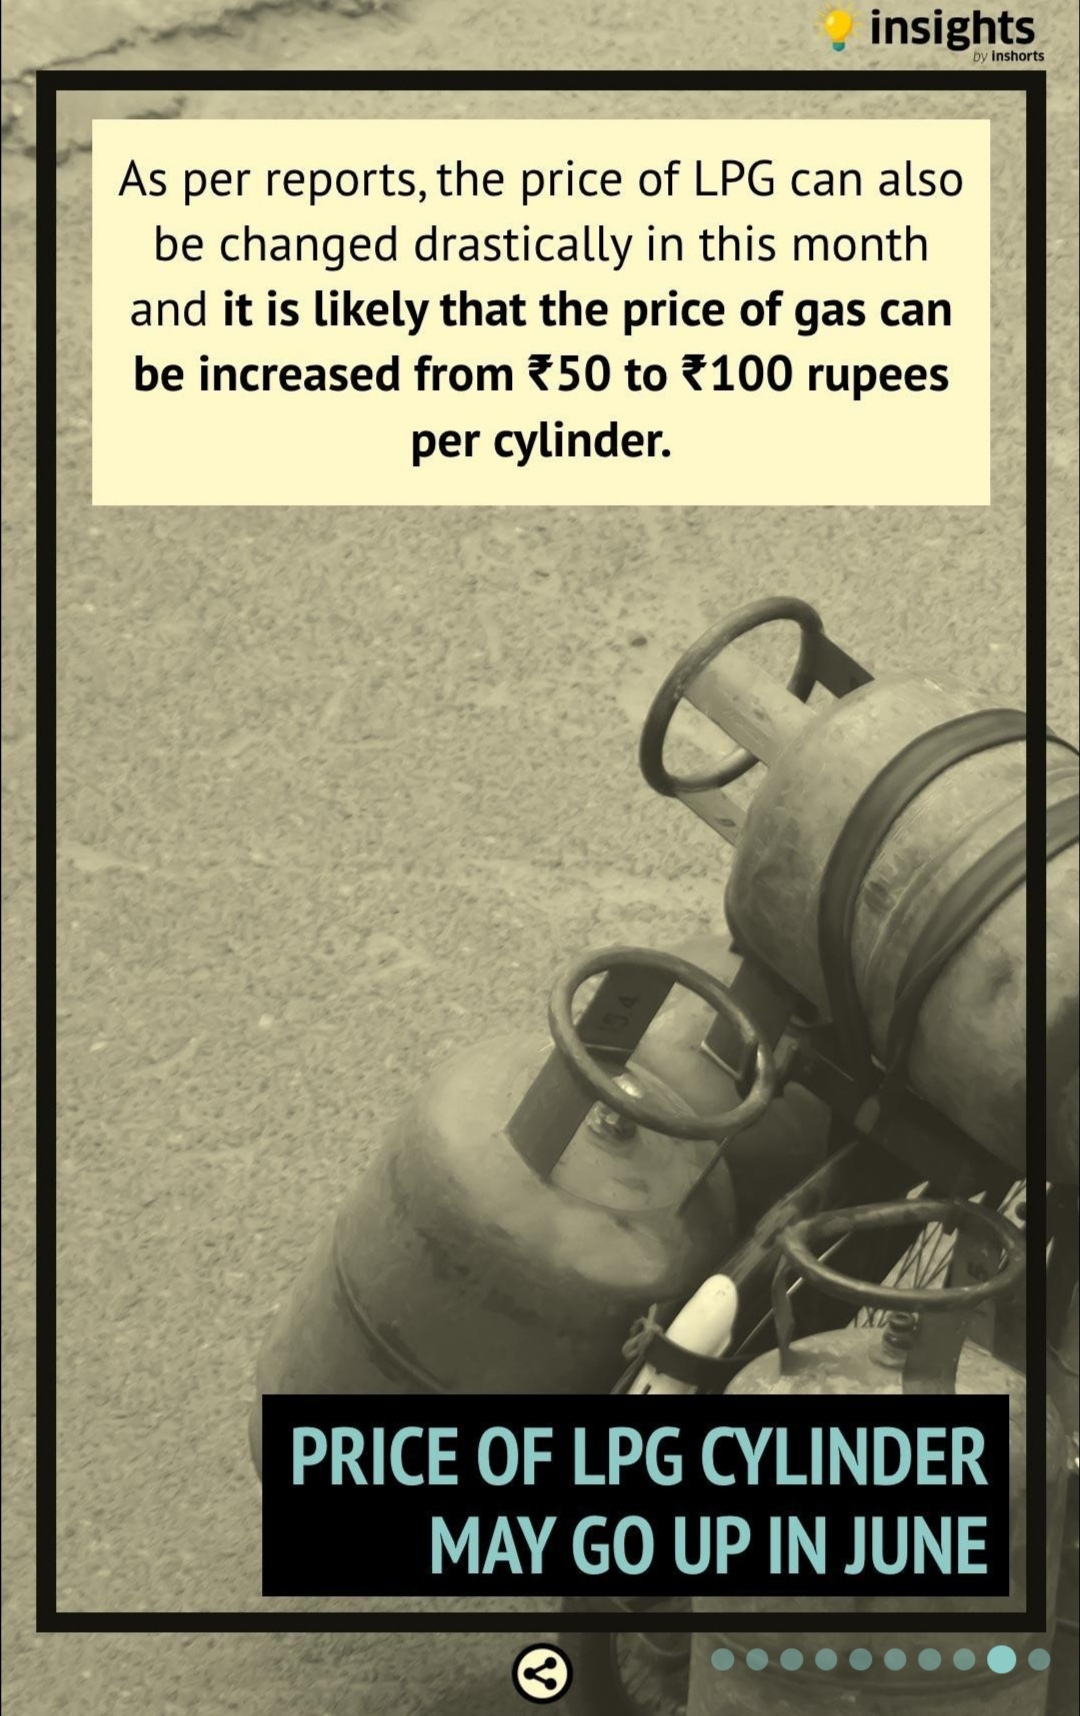 insights
by inshorts
As per reports, the price of LPG can also
be changed drastically in this month
and it is likely that the price of gas can
be increased from ₹50 to ₹100 rupees
per cylinder.
PRICE OF LPG CYLINDER
MAY GO UP IN JUNE